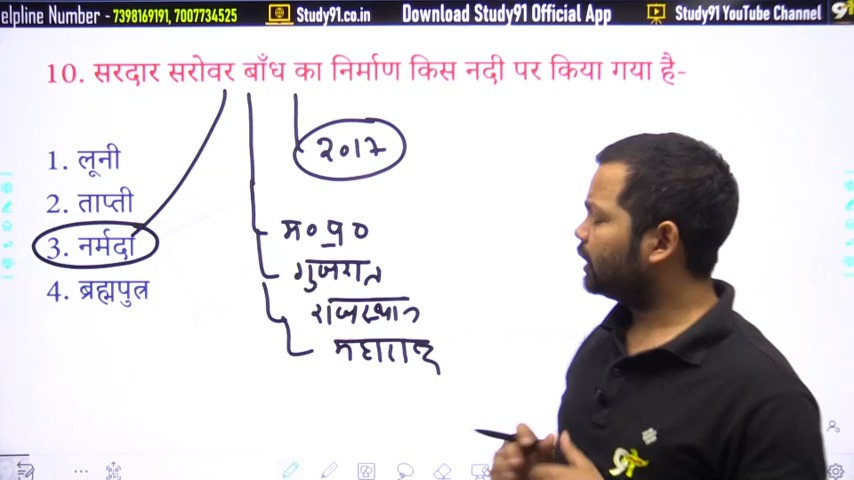 elpline Number - 7398169191, 7007734525
Study91.co.in
Download Study91 Official App
Study91 YouTube Channel
10. सरदार सरोवर बाँध का निर्माण किस नदी पर किया गया है-
2017
1. लूनी
2. ताप्ती
म०प्र०
3. नर्मदा
गुजरात
4. ब्रह्मपुत्र
राजस्थान
महाराष्ट्र